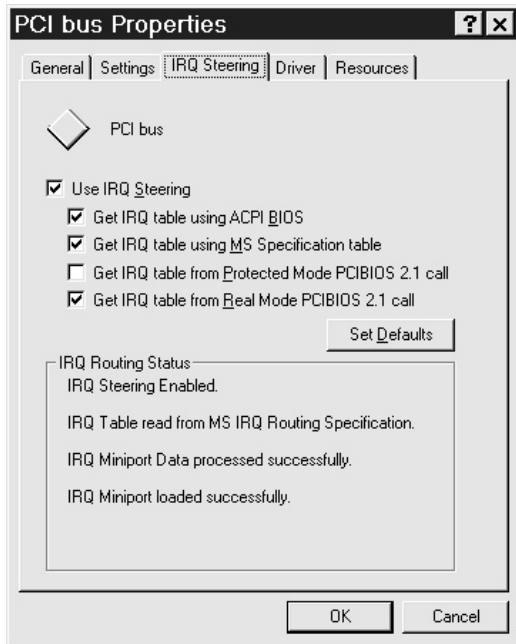 PCI bus Properties
General Settings IRQ Steering Driver Resources
PCI bus
Use IRQ Steering
Get IRQ table using ACPI BIOS
Get IRQ table using MS Specification table
Get IRQ table from Protected Mode PCIBIOS 2.1 call
Get IRQ table from Real Mode PCIBIOS 2.1 call
Set Defaults
IRQ Routing Status
IRQ Steering Enabled.
IRQ Table read from MS IRQ Routing Specification.
IRQ Miniport Data processed successfully.
IRQ Miniport loaded successfully.
OK Cancel